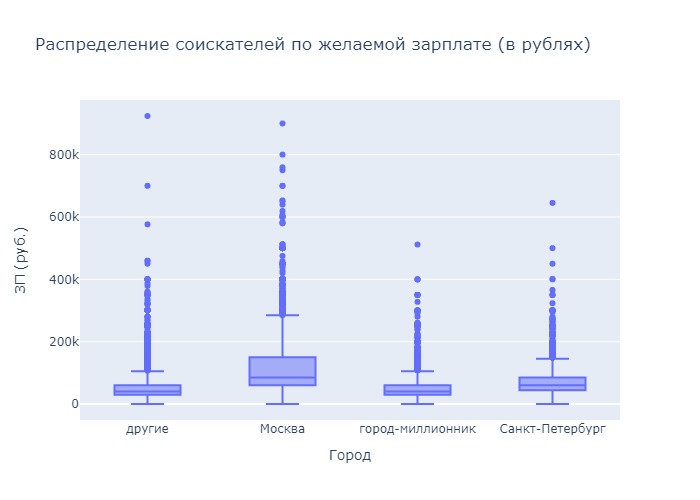 Распределение соискателей по желаемой зарплате (в рублях)
800k
600k
400k
200k
0
ЗП (руб.)
другие
Москва
город-миллионник
Санкт-Петербург
Город